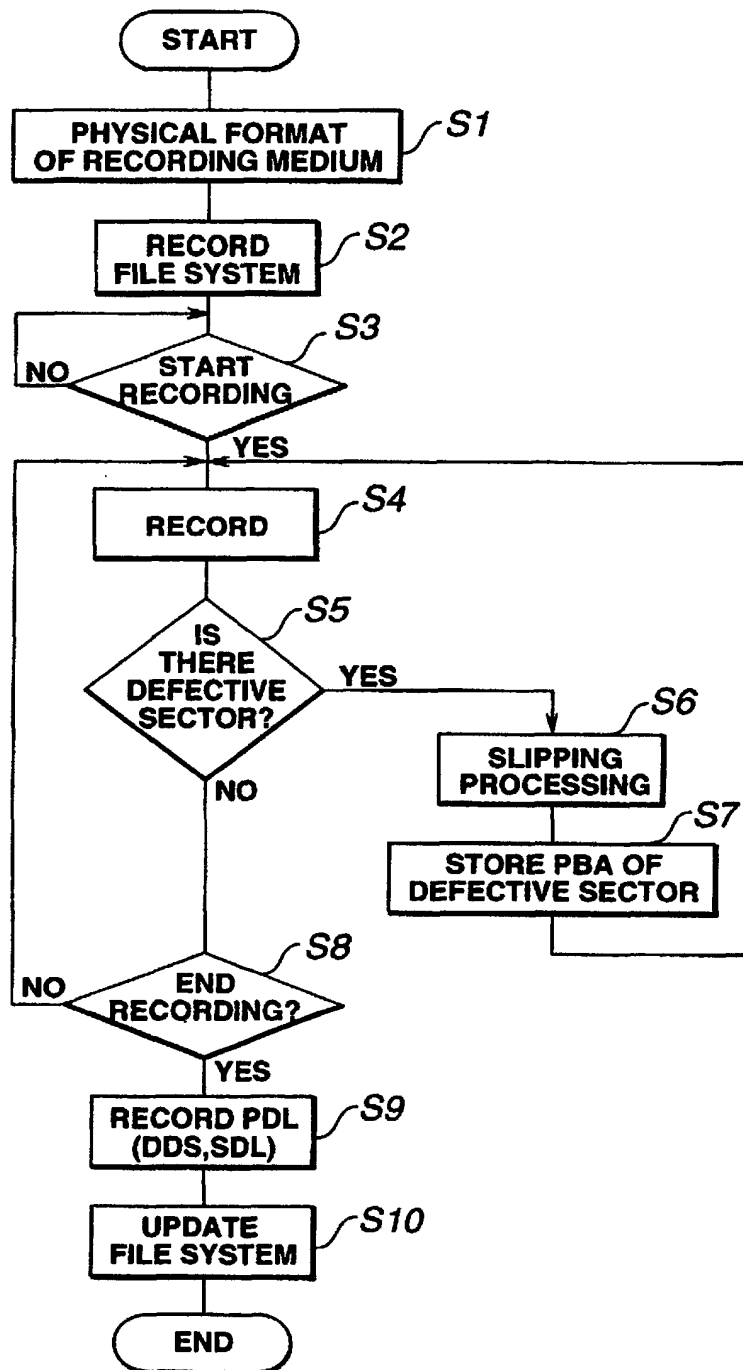 START
PHYSICAL FORMAT
OF RECORDING MEDIUM
S1
RECORD
FILE SYSTEM
S2
START
RECORDING
S3
NO
YES
RECORD
S4
IS
THERE
DEFECTIVE
SECTOR?
S5
YES
NO
SLIPPING
PROCESSING
S6
STORE PBA OF
DEFECTIVE SECTOR
S7
END
RECORDING?
S8
NO
YES
RECORD PDL
(DDS,SDL)
S9
UPDATE
FILE SYSTEM
S10
END